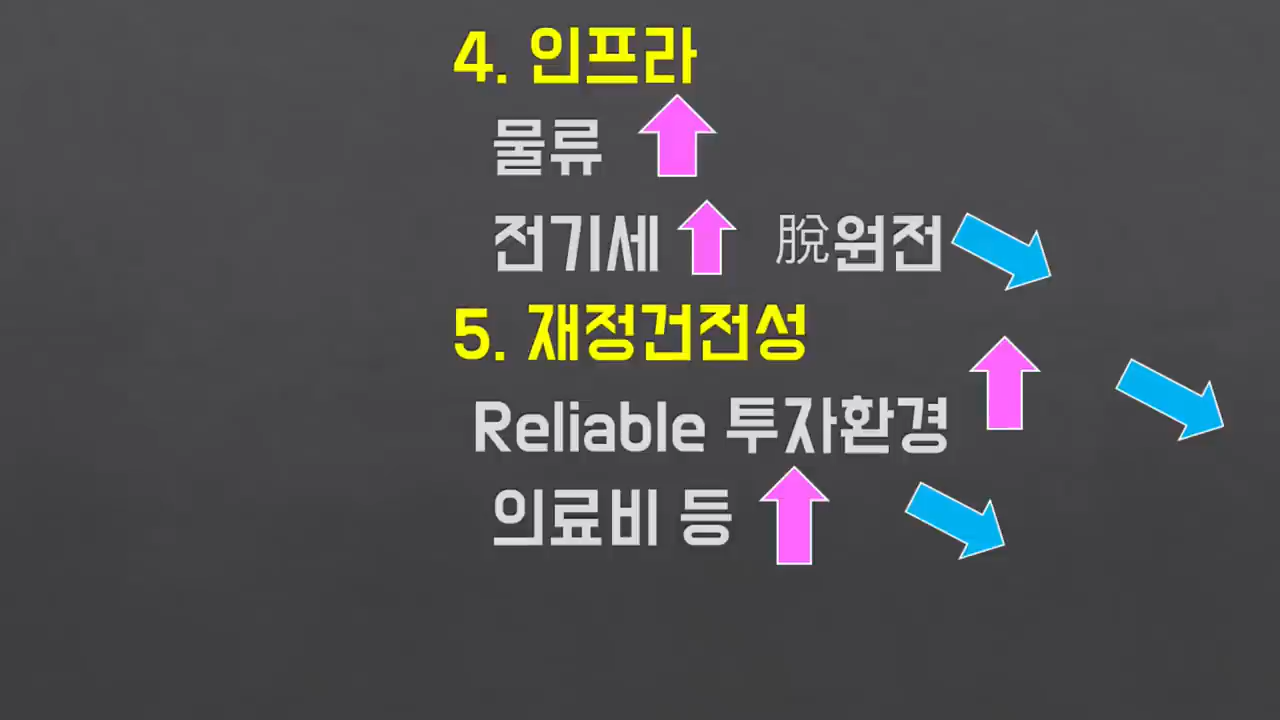 4. 인프라
물류
전기세 脫원전
5. 재정건전성
Reliable 투자환경
의료비 등